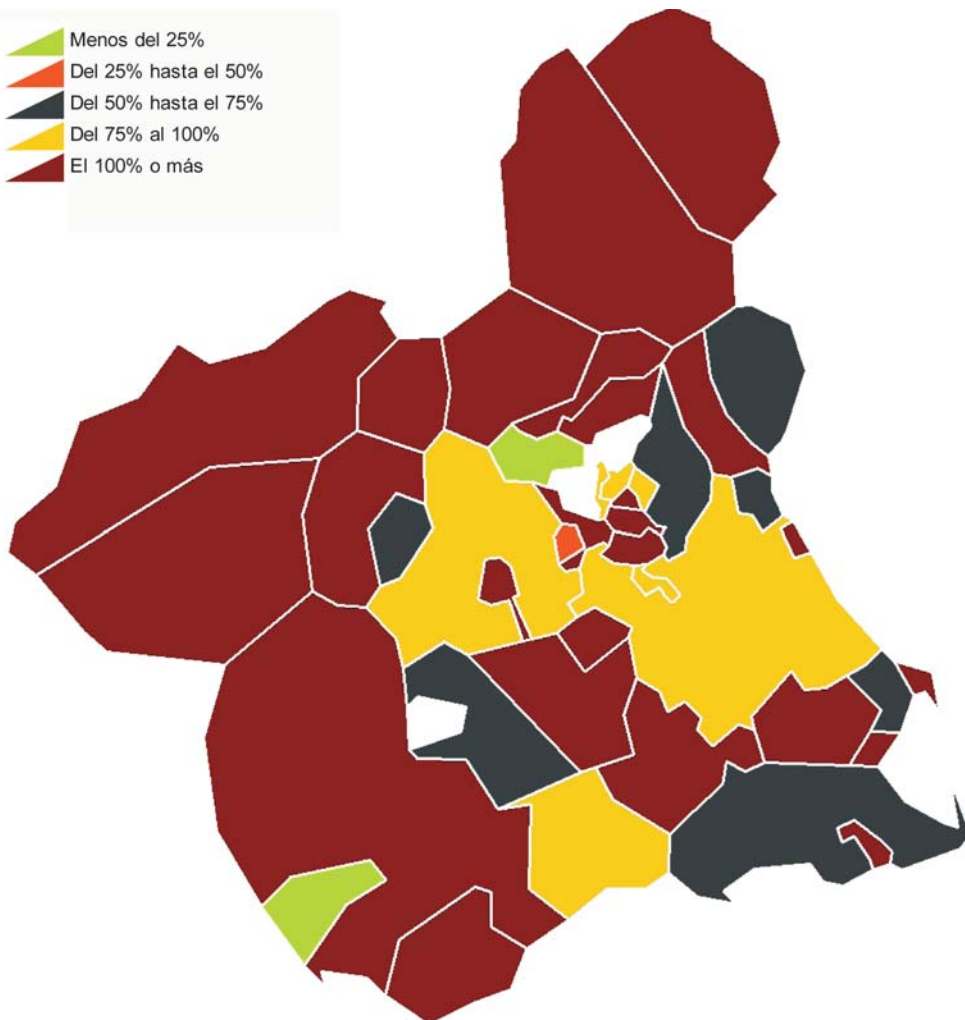 Menos del 25%
Del 25% hasta el 50%
Del 50% hasta el 75%
Del 75% al 100%
El 100% o más